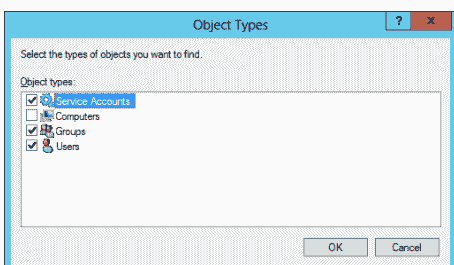 Object Types
? x
Select the types of objects you want to find.
Object types:
Service Accounts
Computers
Groups
Users
OK Cancel